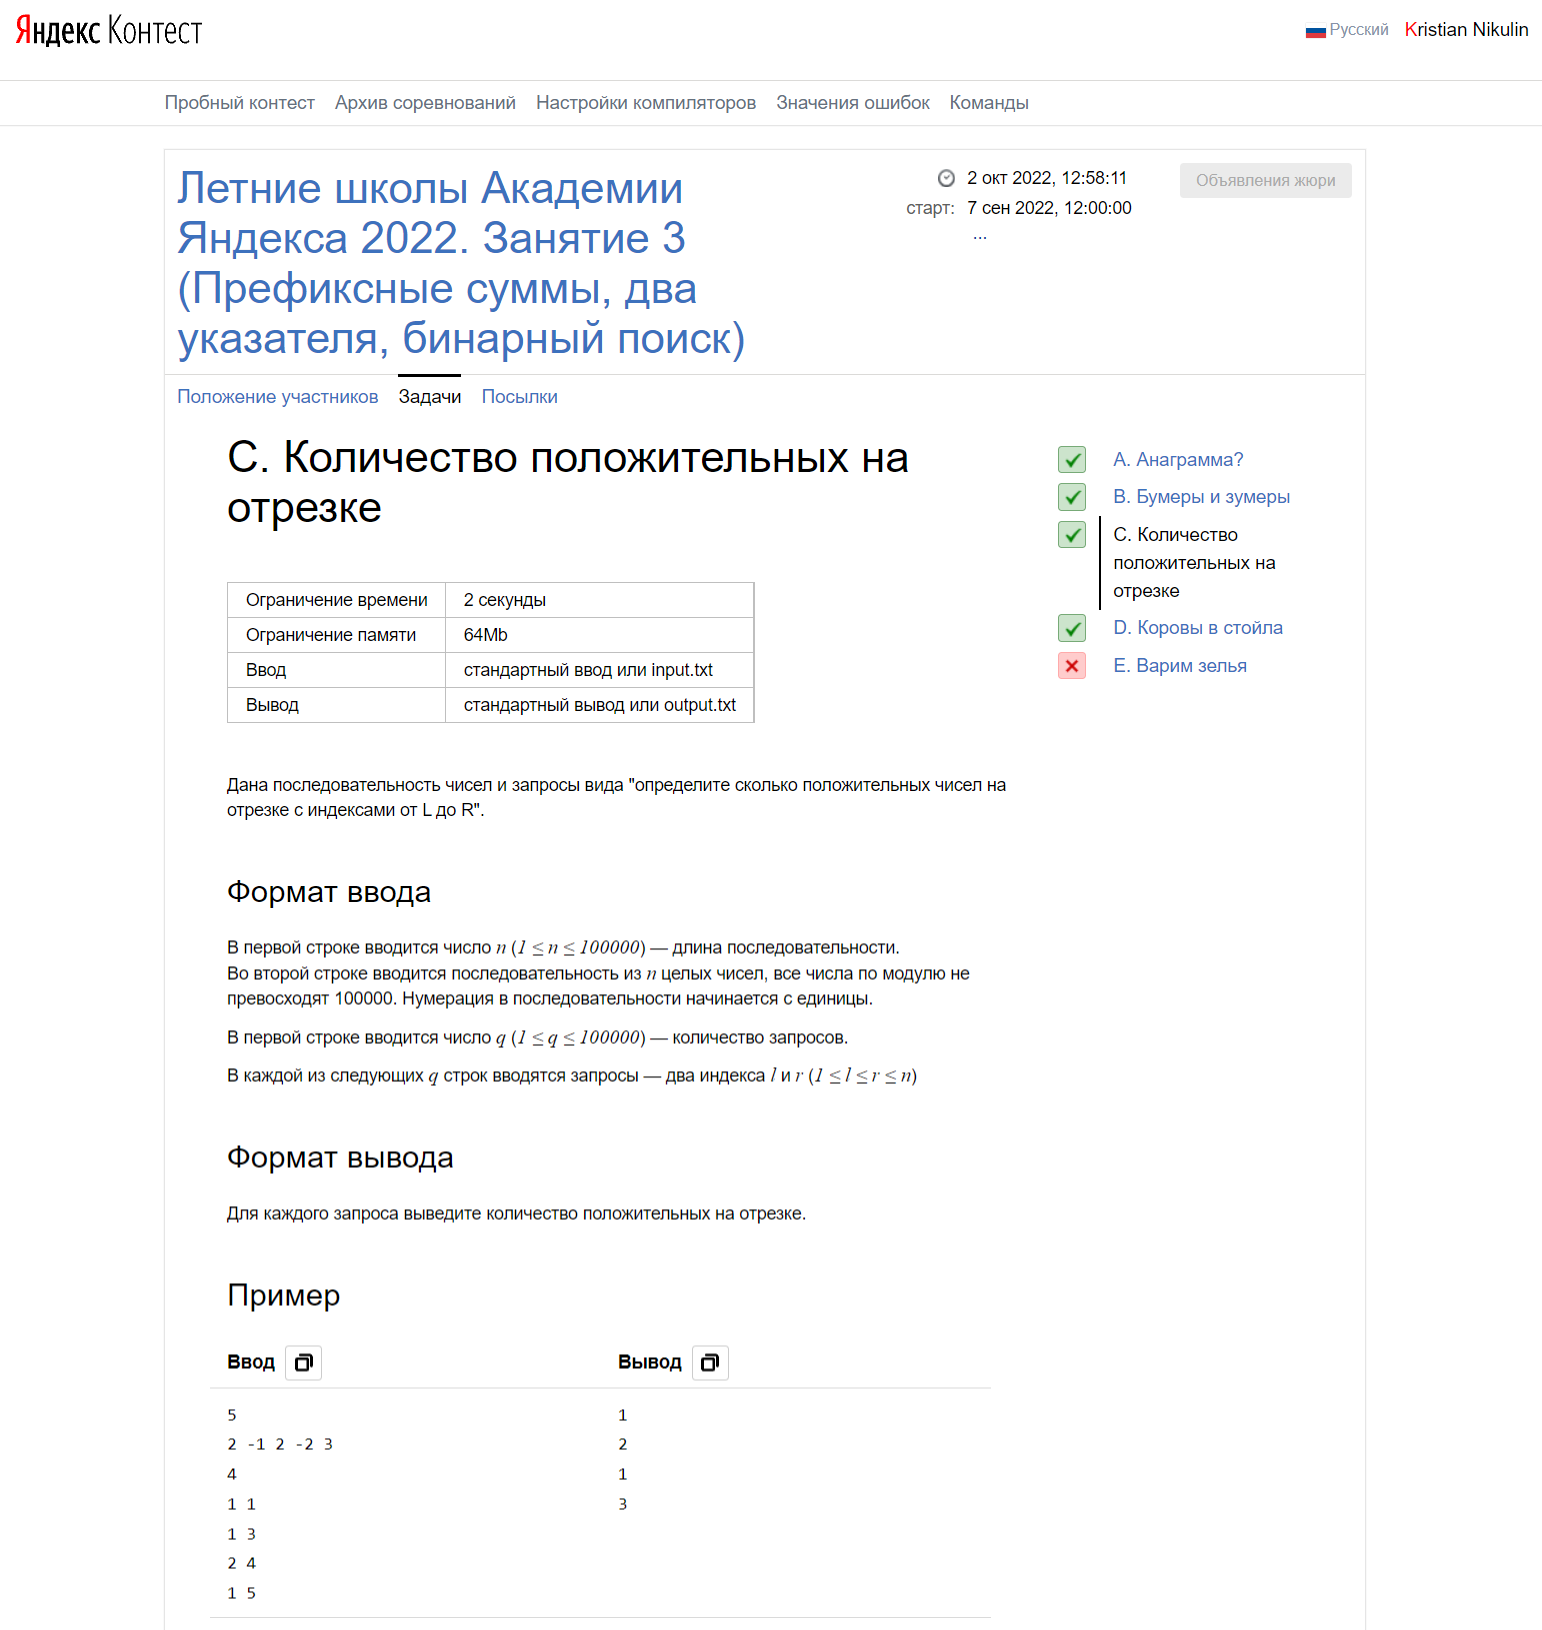 Яндекс Контест
Русский Kristian Nikulin
Пробный контест Архив соревнований Настройки компиляторов Значения ошибок Команды
Летние школы Академии
Яндекса 2022. Занятие 3
(Префиксные суммы, два
указателя, бинарный поиск)
2 окт 2022, 12:58:11
старт: 7 сен 2022, 12:00:00
...
Объявления жюри
Положение участников Задачи Посылки
C. Количество положительных на
отрезке
Ограничение времени 2 секунды
Ограничение памяти 64Mb
Ввод стандартный ввод или input.txt
Вывод стандартный вывод или output.txt
Дана последовательность чисел и запросы вида "определите сколько положительных чисел на
отрезке с индексами от L до R".
Формат ввода
В первой строке вводится число n (1 ≤ n ≤ 100000) — длина последовательности.
Во второй строке вводится последовательность из n целых чисел, все числа по модулю не
превосходят 100000. Нумерация в последовательности начинается с единицы.
В первой строке вводится число q (1 ≤ q ≤ 100000) — количество запросов.
В каждой из следующих q строк вводятся запросы — два индекса l и r (1 ≤ l ≤ r ≤ n)
Формат вывода
Для каждого запроса выведите количество положительных на отрезке.
Пример
Ввод Вывод
5 1
2 -1 2 -2 3 2
4 1
1 1 3
1 3
2 4
1 5
A. Анаграмма?
B. Бумеры и зумеры
C. Количество
положительных на
отрезке
D. Коровы в стойла
E. Варим зелья